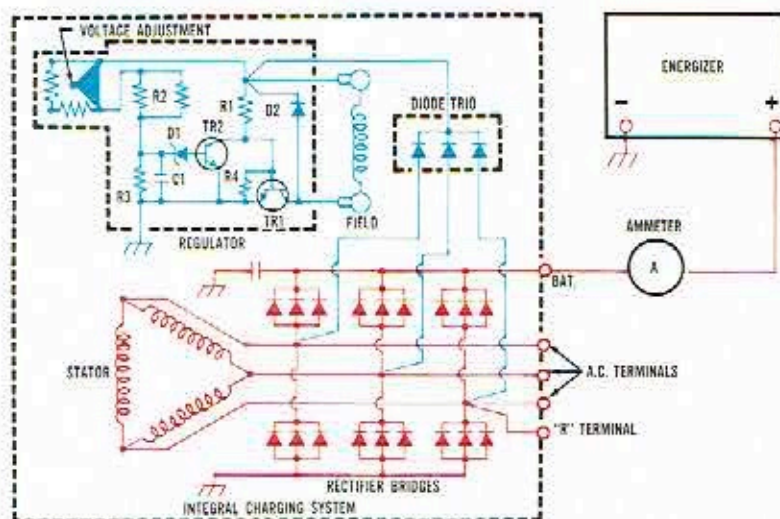 VOLTAGE ADJUSTMENT
ENERGIZER
- +
R2
R1
D2
DIODE TRIO
D1
TR2
C1
R3
R4
TR1
FIELD
REGULATOR
AMMETER
A
BAT.
STATOR
A.C. TERMINALS
"R" TERMINAL
RECTIFIER BRIDGES
INTEGRAL CHARGING SYSTEM